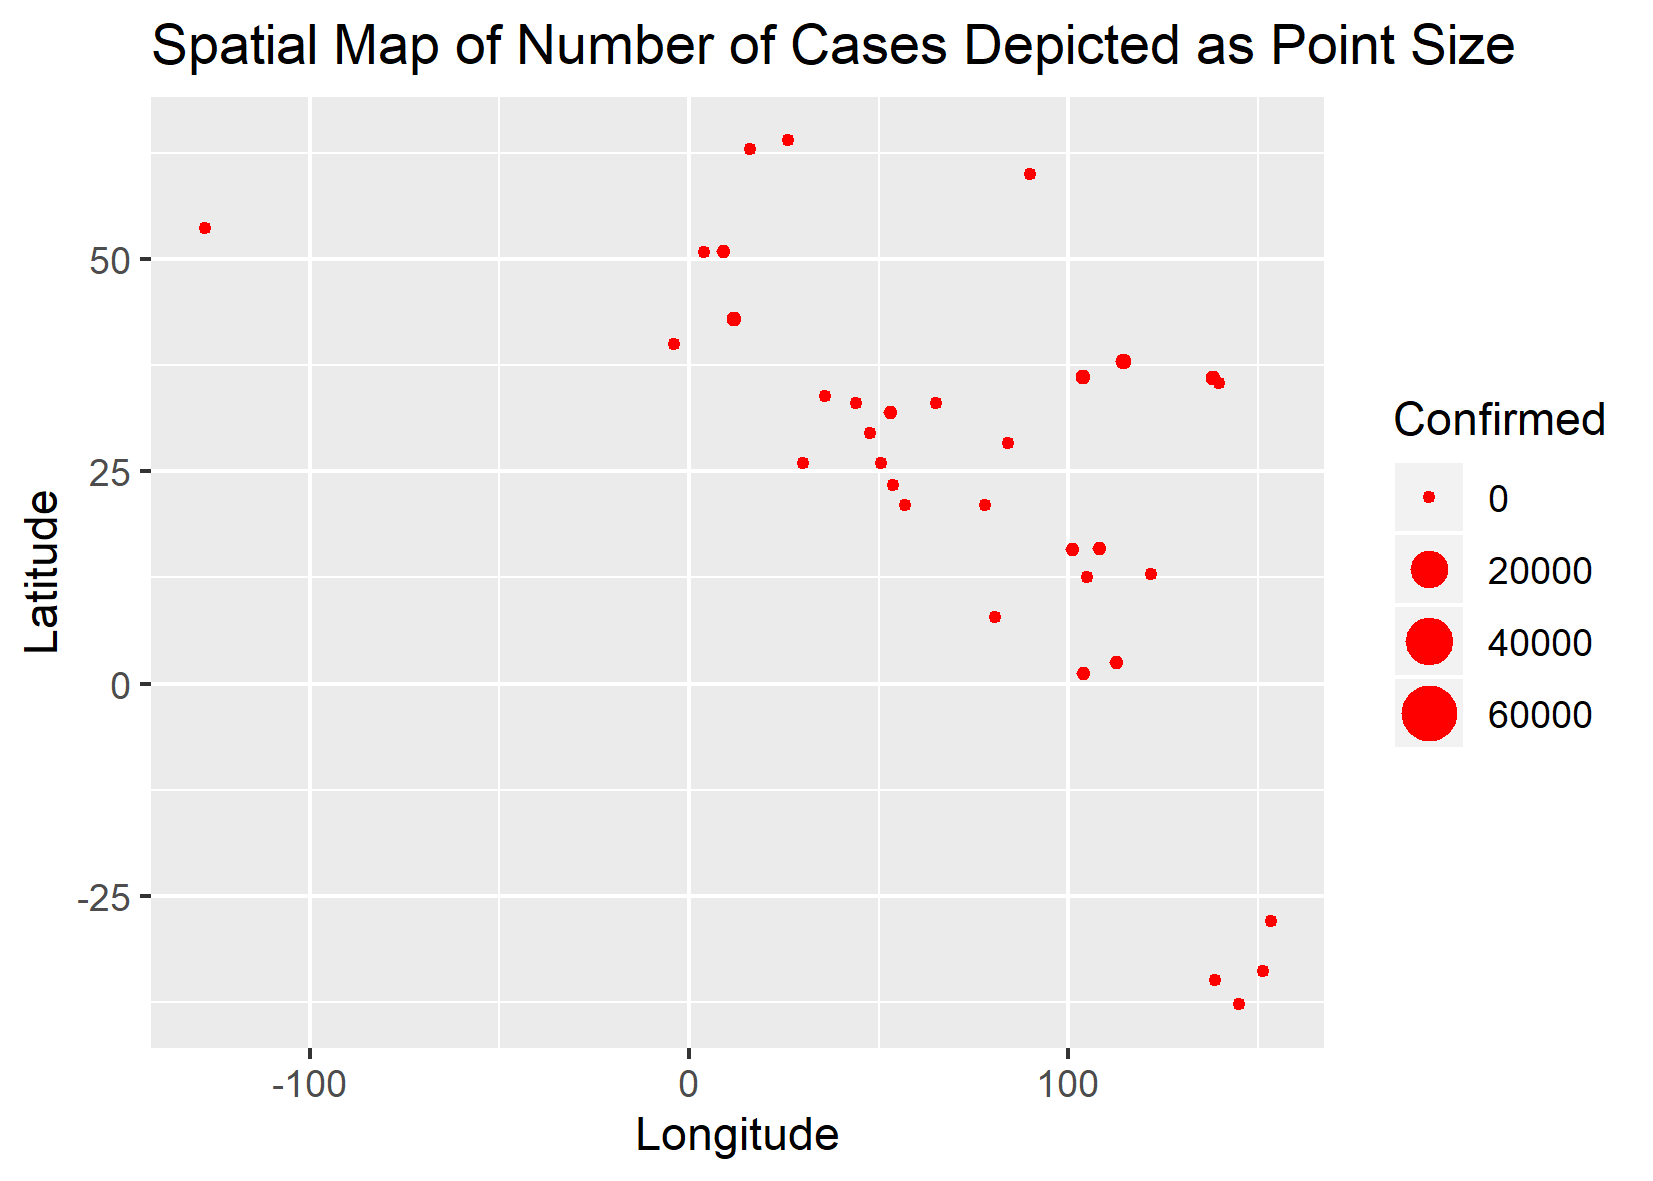 Spatial Map of Number of Cases Depicted as Point Size
50
25
0
-25
Latitude
-100 0 100
Longitude
Confirmed
0
20000
40000
60000